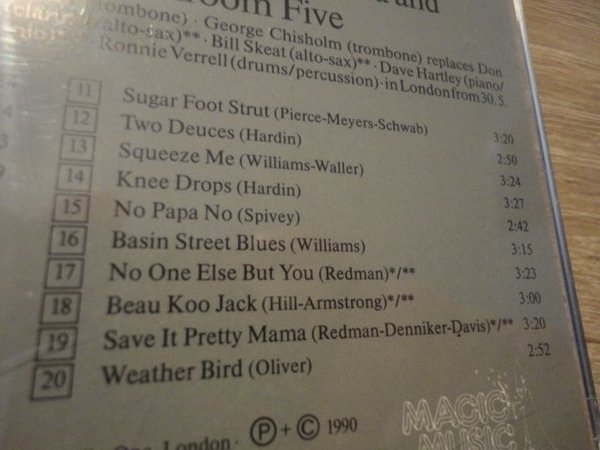 room Five
(trombone) · George Chisholm (trombone) replaces Don
/alto-sax)** · Bill Skeat (alto-sax)** · Dave Hartley (piano/
Ronnie Verrell (drums/percussion) · in London from 30.5.
11 Sugar Foot Strut (Pierce-Meyers-Schwab) 3:20
12 Two Deuces (Hardin) 2:50
13 Squeeze Me (Williams-Waller) 3:24
14 Knee Drops (Hardin) 3:27
15 No Papa No (Spivey) 2:42
16 Basin Street Blues (Williams) 3:15
17 No One Else But You (Redman)*/** 3:23
18 Beau Koo Jack (Hill-Armstrong)*/** 3:00
19 Save It Pretty Mama (Redman-Denniker-Davis)*/** 3:20
20 Weather Bird (Oliver) 2:52
London · Ⓟ + © 1990
MAGIC
MUSIC